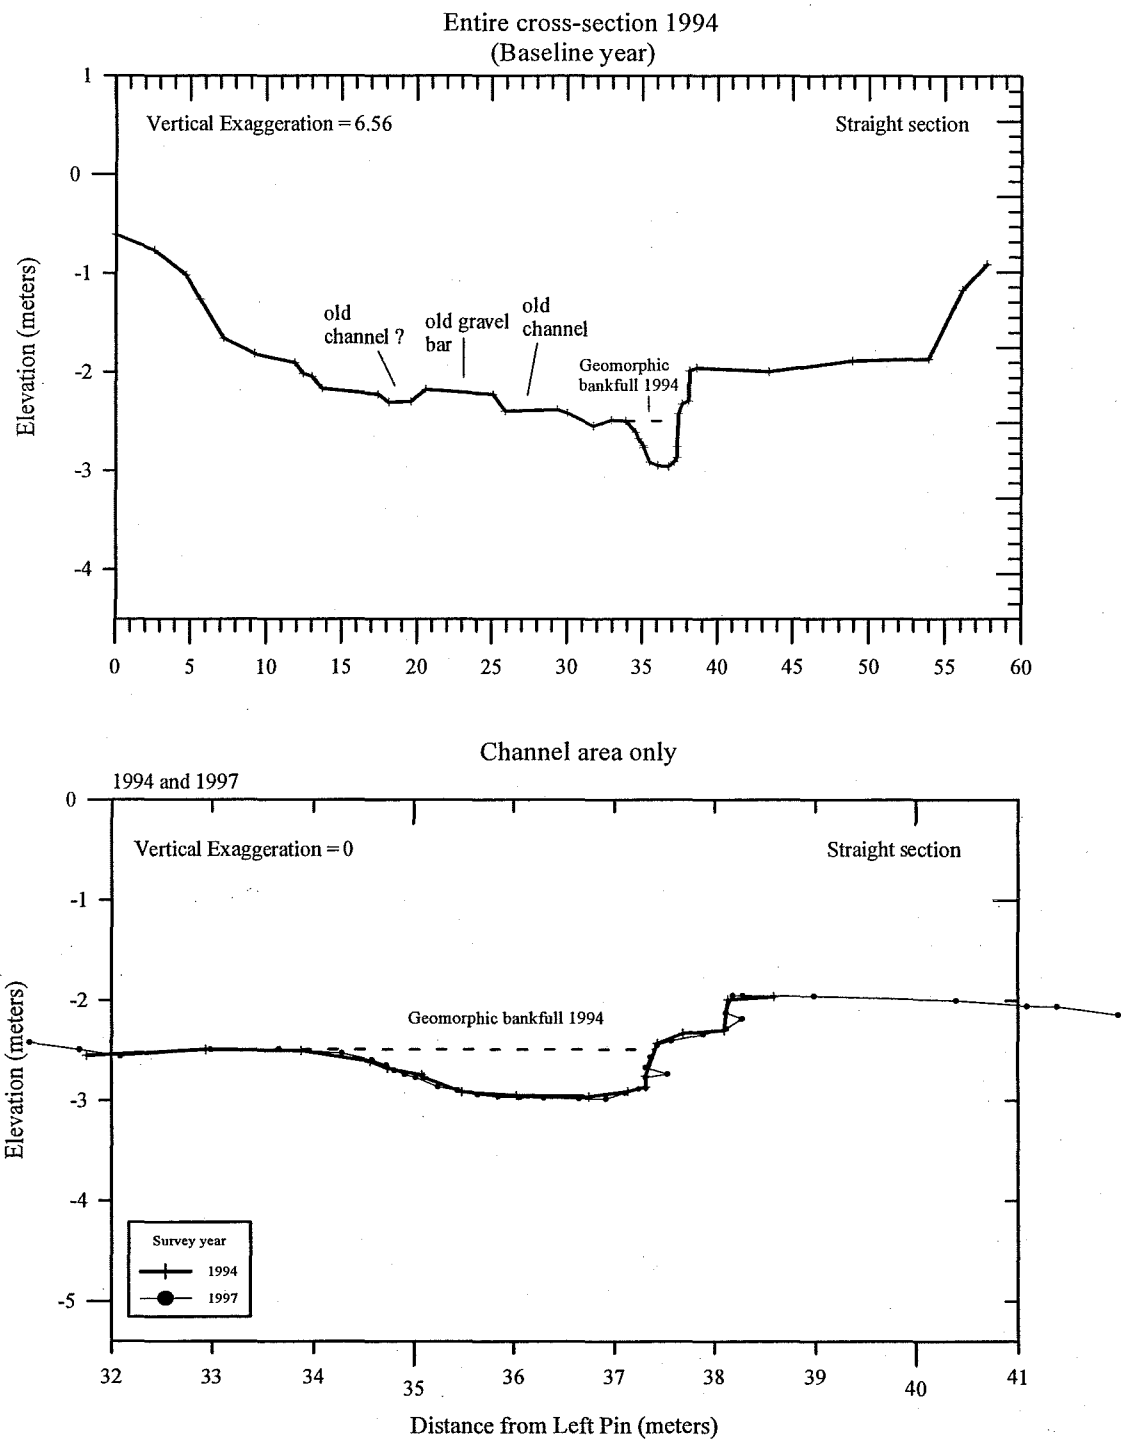 Entire cross-section 1994
(Baseline year)
1
Vertical Exaggeration = 6.56
Straight section
0
-1
-2
-3
-4
Elevation (meters)
old
channel ?
old gravel
bar
old
channel
Geomorphic
bankfull 1994
0 5 10 15 20 25 30 35 40 45 50 55 60
Channel area only
1994 and 1997
0
Vertical Exaggeration = 0
Straight section
-1
-2
-3
-4
-5
Elevation (meters)
Geomorphic bankfull 1994
Survey year
1994
1997
32 33 34 35 36 37 38 39 40 41
Distance from Left Pin (meters)